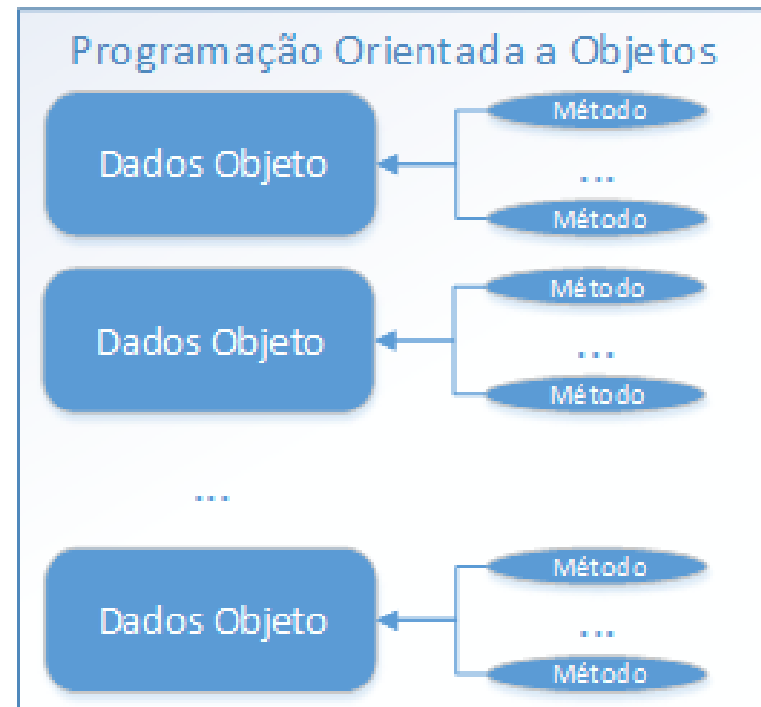 Programação Orientada a Objetos
Método
Dados Objeto
...
Método
Método
Dados Objeto
...
Método
...
Método
Dados Objeto
...
Método